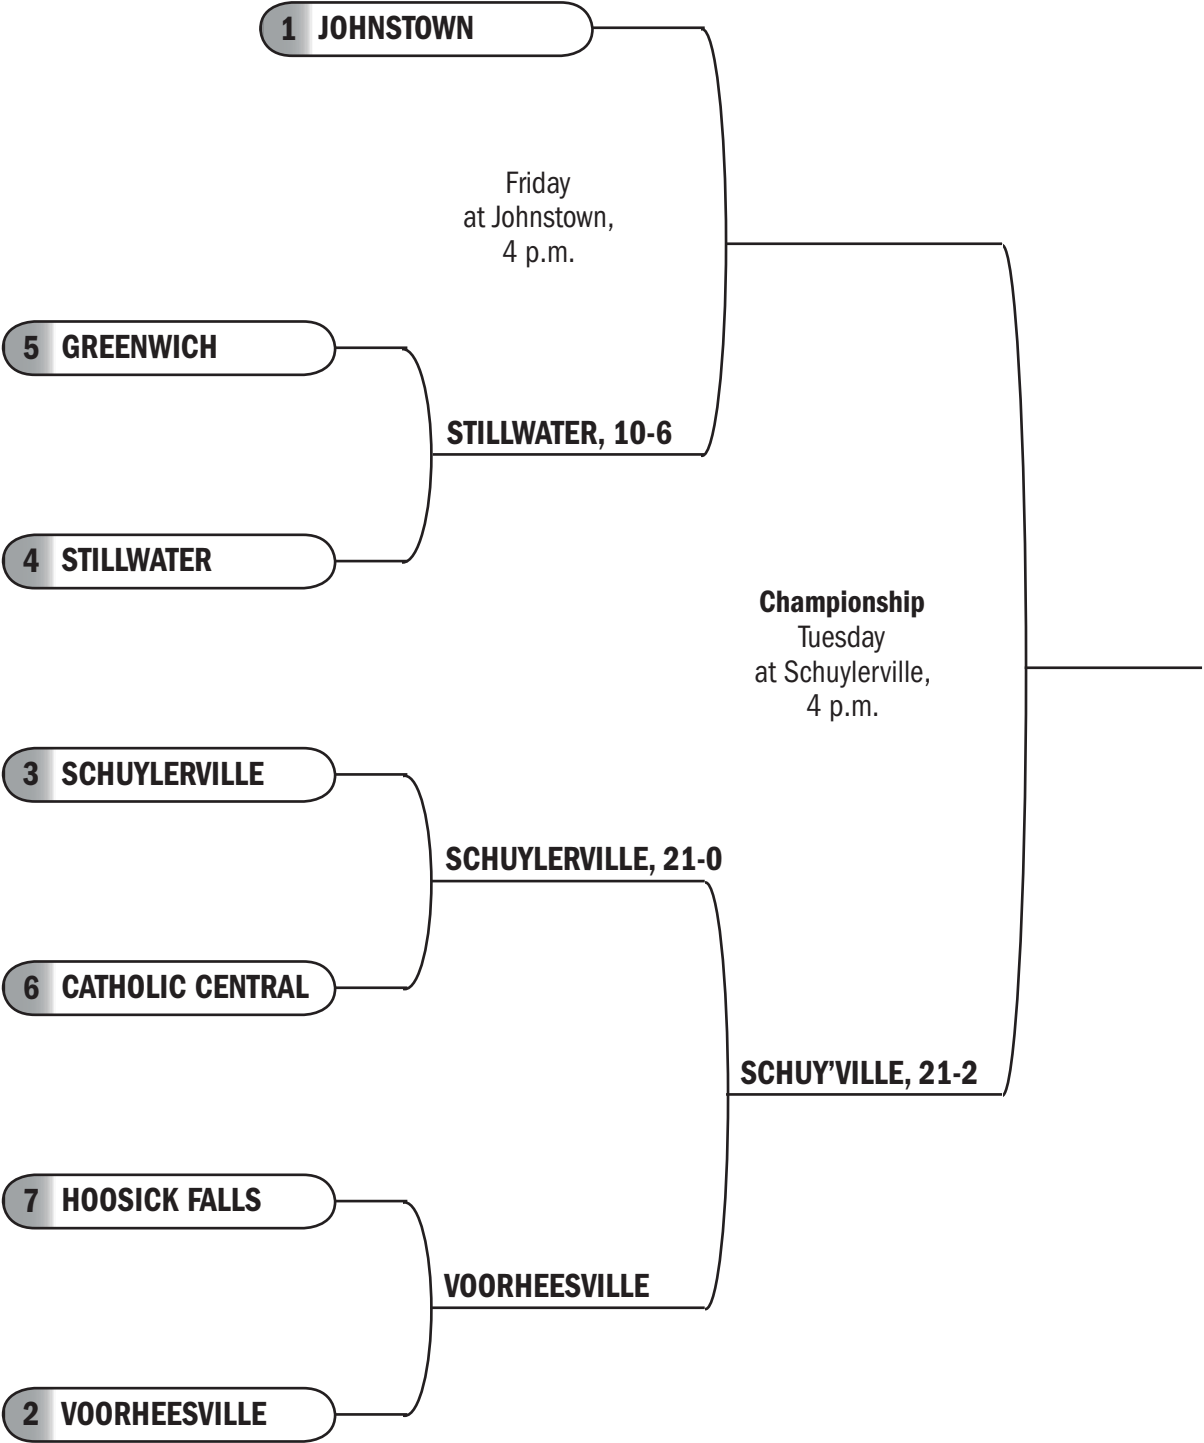 1 JOHNSTOWN
Friday
at Johnstown,
4 p.m.
5 GREENWICH
STILLWATER, 10-6
4 STILLWATER
Championship
Tuesday
at Schuylerville,
4 p.m.
3 SCHUYLERVILLE
SCHUYLERVILLE, 21-0
6 CATHOLIC CENTRAL
SCHUY’VILLE, 21-2
7 HOOSICK FALLS
VOORHEESVILLE
2 VOORHEESVILLE